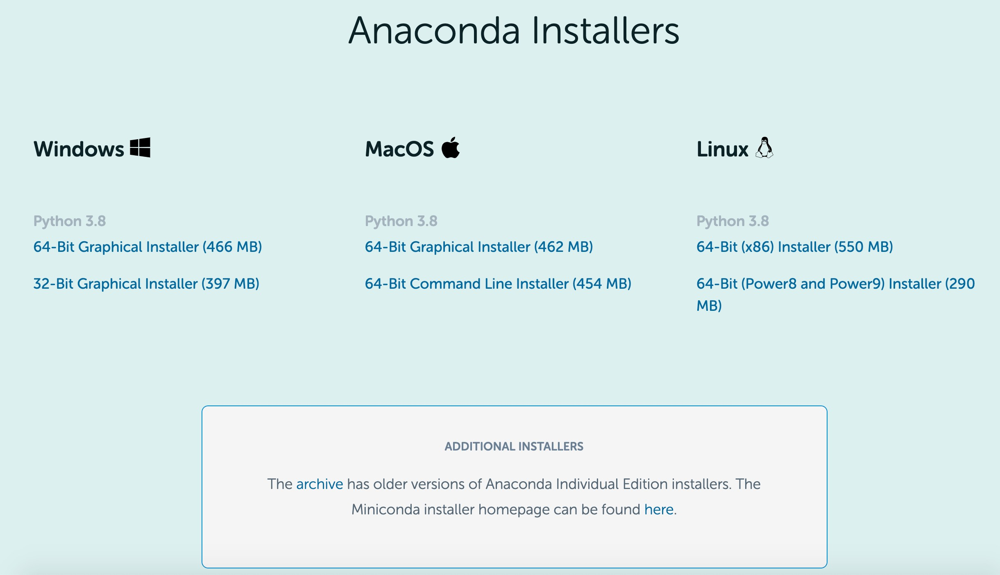 Anaconda Installers
Windows
Python 3.8
64-Bit Graphical Installer (466 MB)
32-Bit Graphical Installer (397 MB)
MacOS
Python 3.8
64-Bit Graphical Installer (462 MB)
64-Bit Command Line Installer (454 MB)
Linux
Python 3.8
64-Bit (x86) Installer (550 MB)
64-Bit (Power8 and Power9) Installer (290
MB)
ADDITIONAL INSTALLERS
The archive has older versions of Anaconda Individual Edition installers. The
Miniconda installer homepage can be found here.